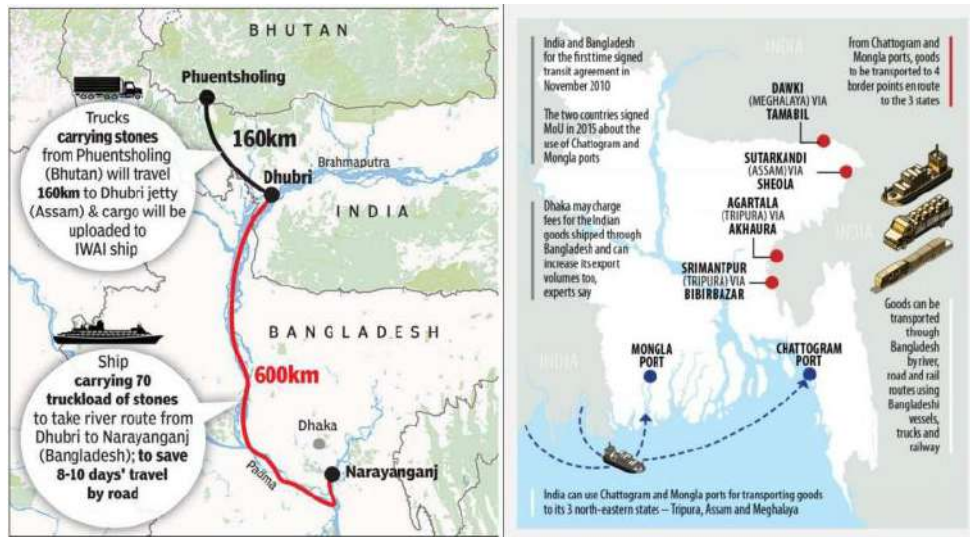 BHUTAN
Phuentsholing
160km
Trucks
carrying stones
from Phuentsholing
(Bhutan) will travel
160km to Dhubri jetty
(Assam) & cargo will be
uploaded to
IWAI ship
Brahmaputra
Dhubri
INDIA
BANGLADESH
600km
Ship
carrying 70
truckload of stones
to take river route from
Dhubri to Narayanganj
(Bangladesh); to save
8-10 days' travel
by road
Dhaka
Padma
Narayanganj
India and Bangladesh
for the first time signed
transit agreement in
November 2010
The two countries signed
MoU in 2015 about the
use of Chattogram and
Mongla ports
Dhaka may charge
fees for the Indian
goods shipped through
Bangladesh and can
increase its export
volumes too,
experts say
INDIA
From Chattogram and
Mongla ports, goods
to be transported to 4
border points en route
to the 3 states
DAWKI
(MEGHALAYA) VIA
TAMABIL
SUTARKANDI
(ASSAM) VIA
SHEOLA
AGARTALA
(TRIPURA) VIA
AKHAURA
INDIA
SRIMANTPUR
(TRIPURA) VIA
BIBIRBAZAR
Goods can be
transported
through
Bangladesh
by river,
road and rail
routes using
Bangladeshi
vessels,
trucks and
railway
INDIA
MONGLA
PORT
CHATTOGRAM
PORT
India can use Chattogram and Mongla ports for transporting goods
to its 3 north-eastern states – Tripura, Assam and Meghalaya